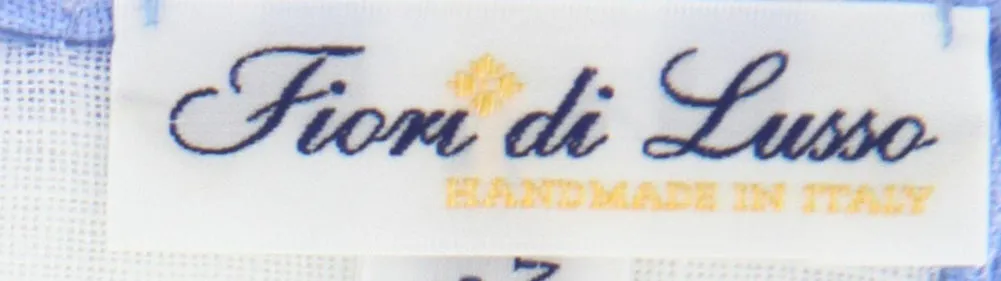 Fiori di Lusso
HANDMADE IN ITALY